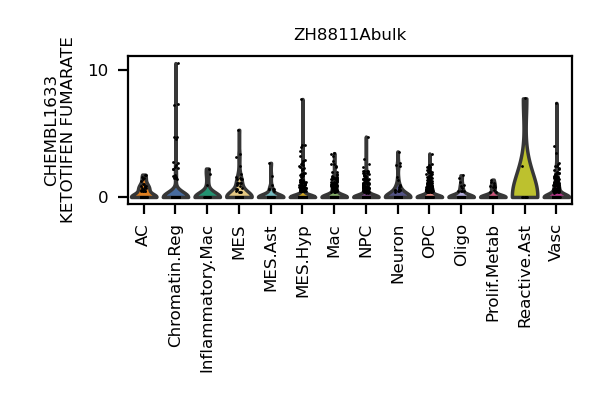 ZH8811Abulk
CHEMBL1633
KETOTIFEN FUMARATE
10
0
AC
Chromatin.Reg
Inflammatory.Mac
MES
MES.Ast
MES.Hyp
Mac
NPC
Neuron
OPC
Oligo
Prolif.Metab
Reactive.Ast
Vasc